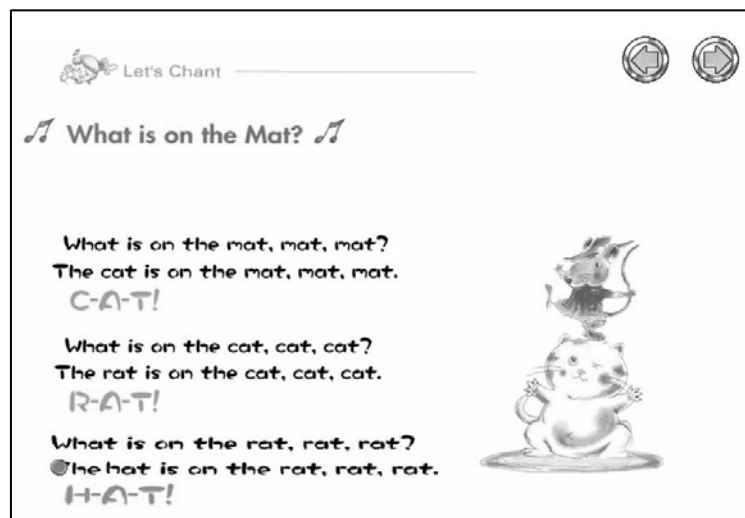 Let's Chant
What is on the Mat?
What is on the mat, mat, mat?
The cat is on the mat, mat, mat.
C-A-T!
What is on the cat, cat, cat?
The rat is on the cat, cat, cat.
R-A-T!
What is on the rat, rat, rat?
The hat is on the rat, rat, rat.
H-A-T!